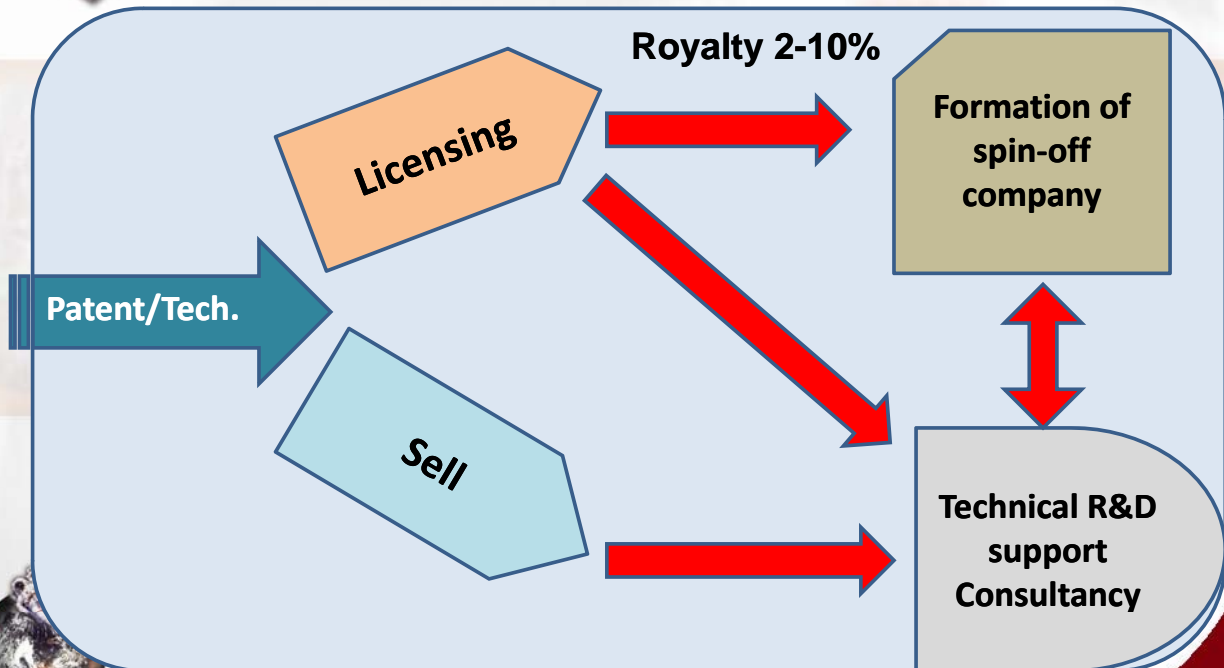 Royalty 2-10%
Licensing
Formation of
spin-off
company
Patent/Tech.
Sell
Technical R&D
support
Consultancy